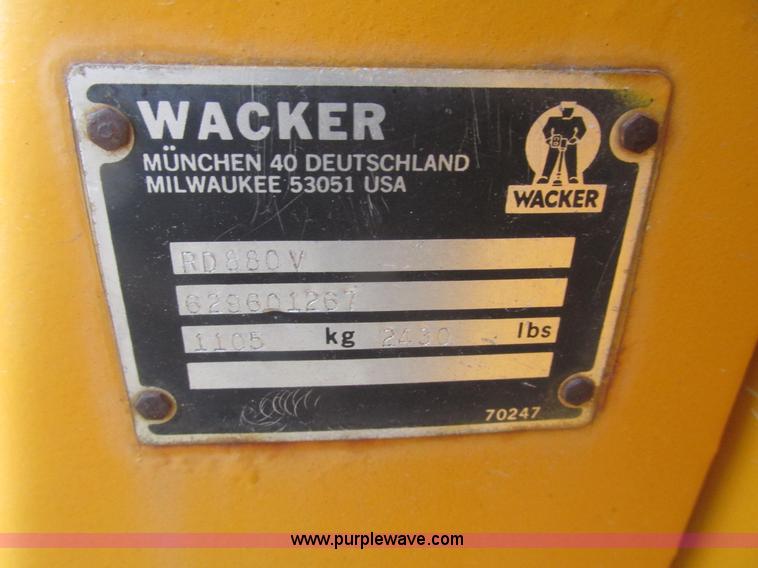 WACKER
MÜNCHEN 40 DEUTSCHLAND
MILWAUKEE 53051 USA
WACKER
RD880V
629601267
1105 kg 2430 lbs
70247
www.purplewave.com